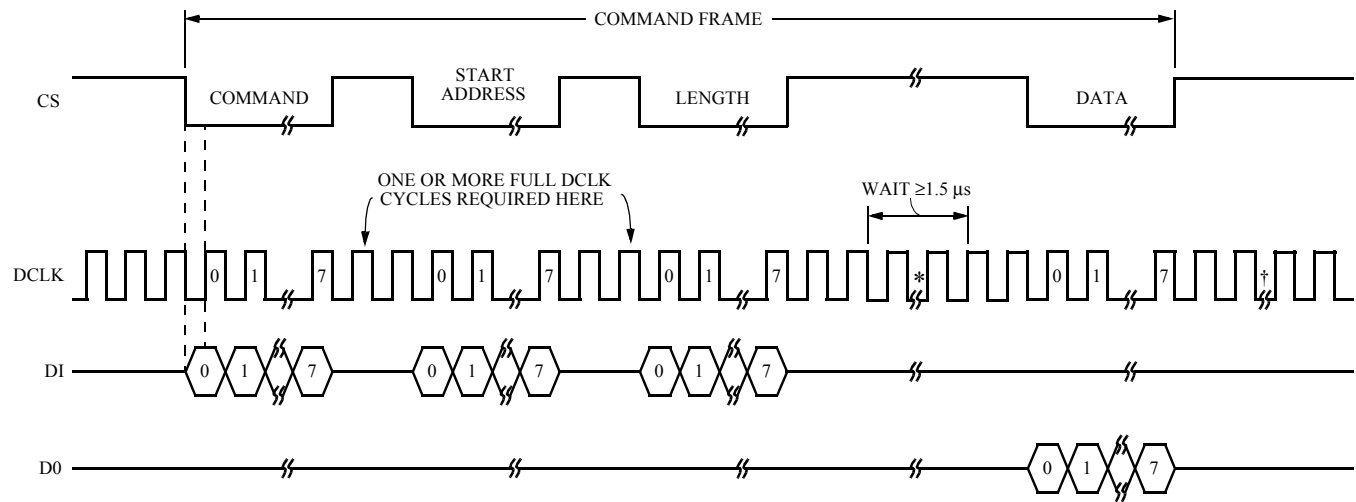 COMMAND FRAME
CS
COMMAND
START
ADDRESS
LENGTH
DATA
ONE OR MORE FULL DCLK
CYCLES REQUIRED HERE
WAIT ≥1.5 µs
DCLK
0 1 7 0 1 7 0 1 7 * 0 1 7 †
DI
0 1 7 0 1 7 0 1 7
D0
0 1 7